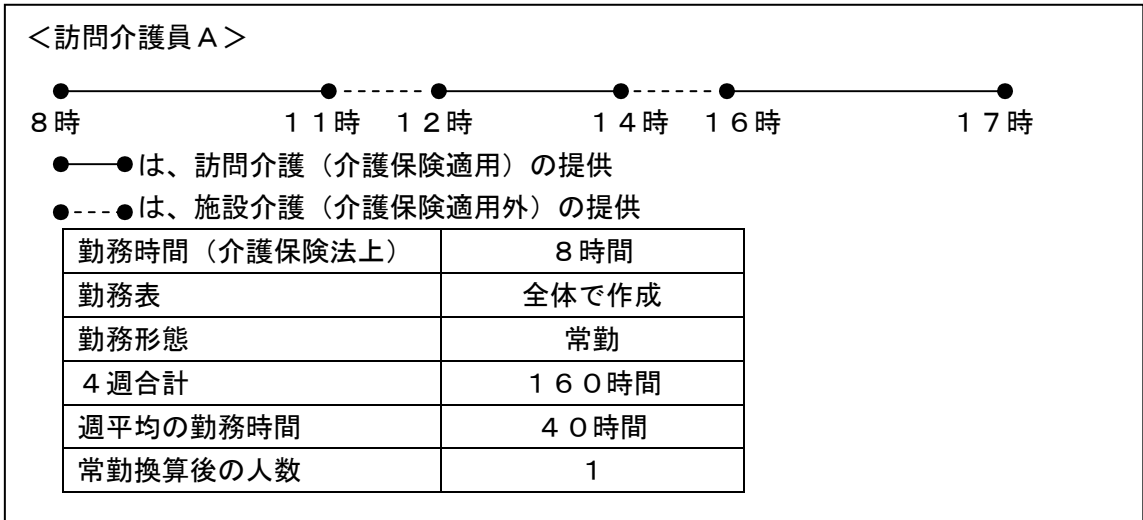 ＜訪問介護員Ａ＞
８時 １１時 １２時 １４時 １６時 １７時
は、訪問介護（介護保険適用）の提供
は、施設介護（介護保険適用外）の提供
勤務時間（介護保険法上） ８時間
勤務表 全体で作成
勤務形態 常勤
４週合計 １６０時間
週平均の勤務時間 ４０時間
常勤換算後の人数 １